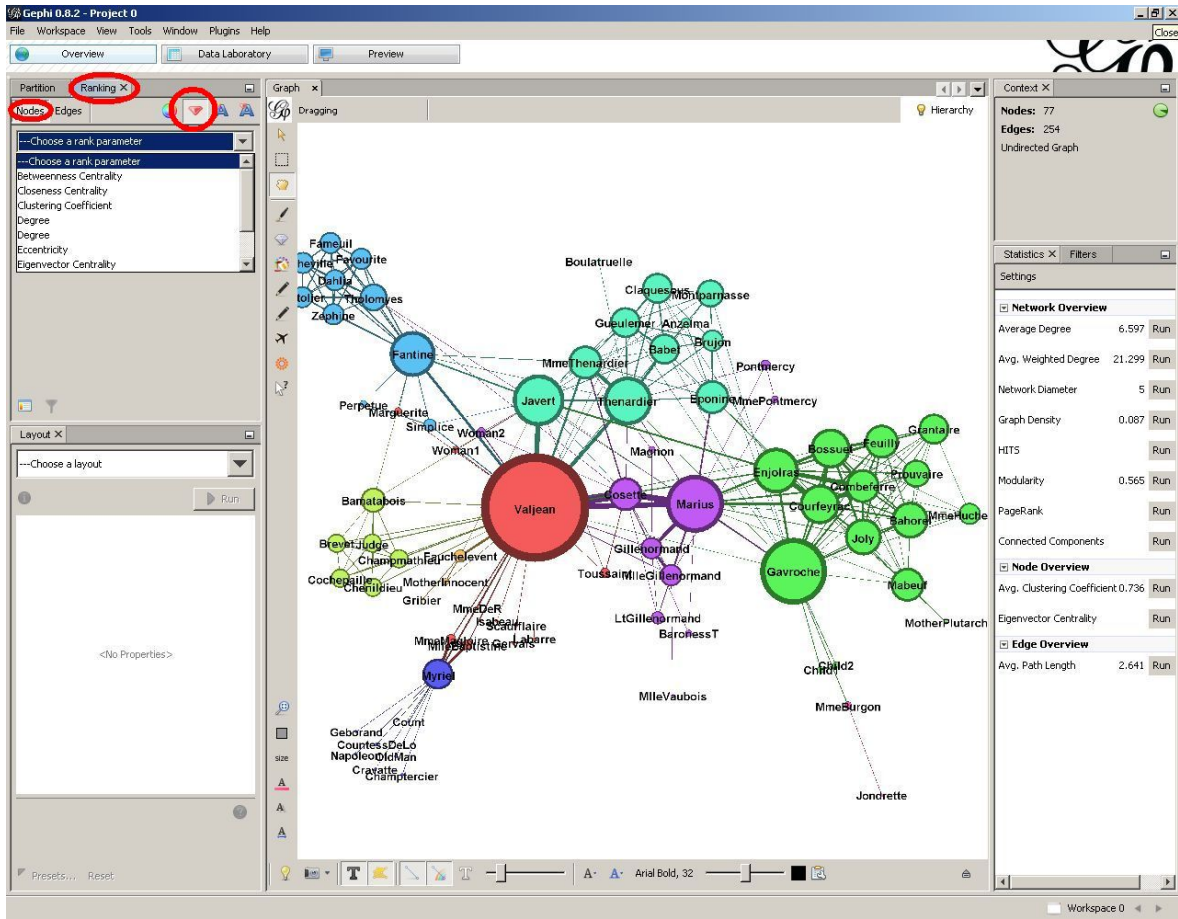 Gephi 0.8.2 - Project 0
File Workspace View Tools Window Plugins Help
Close
Overview
Data Laboratory
Preview
Partition
Ranking
Nodes
Edges
---Choose a rank parameter
---Choose a rank parameter
Betweenness Centrality
Closeness Centrality
Clustering Coefficient
Degree
Degree
Eccentricity
Eigenvector Centrality
Layout
---Choose a layout
Run
<No Properties>
Presets...
Reset
Graph
Dragging
Hierarchy
size
Fameuil
Favourite
Dahlia
Tholomyes
Zephine
Fantine
Boulatruelle
Claquesous
Montparnasse
Gueulemer
Anzelma
Babet
Brujon
MmeThenardier
Pontmercy
Javert
Thenardier
Eponine
MmePontmercy
Perpetue
Marguerite
Simplice
Woman2
Woman1
Magnon
Bossuet
Feuilly
Grantaire
Enjolras
Combeferre
Prouvaire
Bamatabois
Valjean
Cosette
Marius
Courfeyrac
Bahorel
MmeHuche
Joly
Brevet
Judge
Champmathieu
Fauchelevent
Gillenormand
Gavroche
Cochepaille
Chenildieu
MotherInnocent
Toussaint
MlleGillenormand
Mabeuf
Gribier
MmeDeR
Isabeau
Scaufflaire
LtGillenormand
MotherPlutarch
MmeMagloire
MlleBaptistine
Gervais
Labarre
BaronessT
Myriel
Child1
Child2
MlleVaubois
MmeBurgon
Count
Geborand
CountessDeLo
Napoleon
OldMan
Cravatte
Champtercier
Jondrette
Arial Bold, 32
Context
Nodes: 77
Edges: 254
Undirected Graph
Statistics
Filters
Settings
Network Overview
Average Degree 6.597 Run
Avg. Weighted Degree 21.299 Run
Network Diameter 5 Run
Graph Density 0.087 Run
HITS Run
Modularity 0.565 Run
PageRank Run
Connected Components Run
Node Overview
Avg. Clustering Coefficient 0.736 Run
Eigenvector Centrality Run
Edge Overview
Avg. Path Length 2.641 Run
Workspace 0